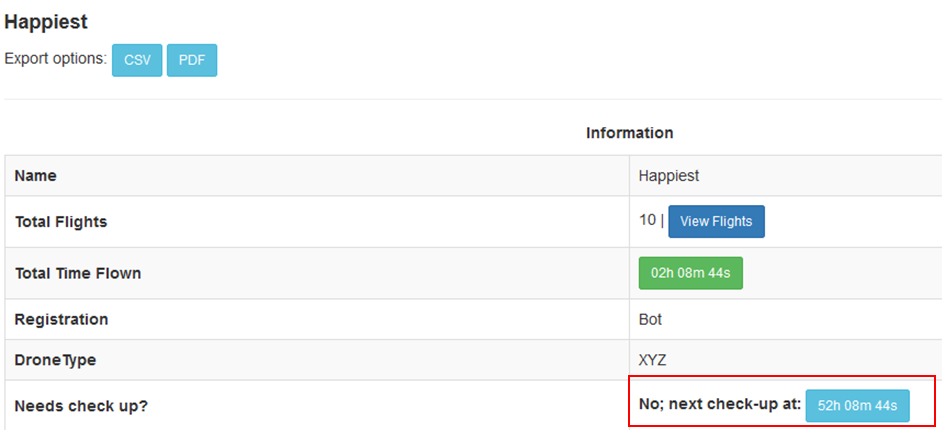 Happiest
Export options: CSV PDF
Information
Name Happiest
Total Flights 10 | View Flights
Total Time Flown 02h 08m 44s
Registration Bot
DroneType XYZ
Needs check up? No; next check-up at: 52h 08m 44s